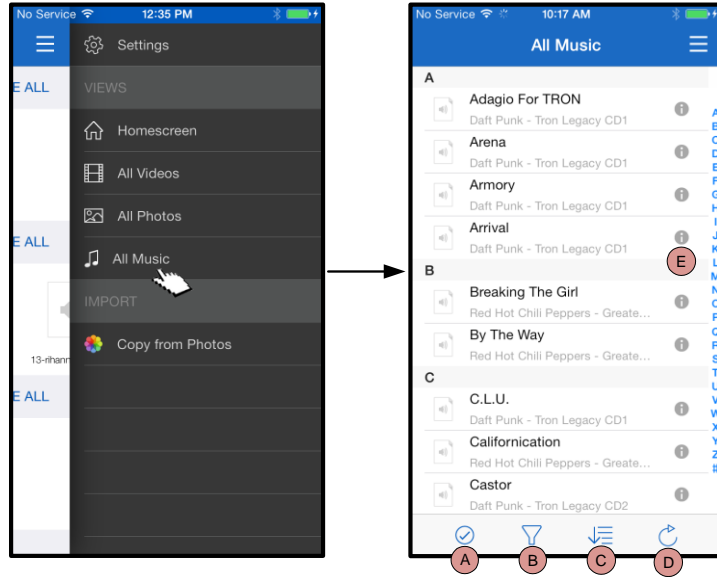 No Service 12:35 PM
Settings
E ALL
VIEWS
Homescreen
All Videos
All Photos
E ALL
All Music
IMPORT
Copy from Photos
13-rihann
E ALL
No Service 10:17 AM
All Music
A
Adagio For TRON
Daft Punk - Tron Legacy CD1
Arena
Daft Punk - Tron Legacy CD1
Armory
Daft Punk - Tron Legacy CD1
Arrival
Daft Punk - Tron Legacy CD1
E
B
Breaking The Girl
Red Hot Chili Peppers - Greate...
By The Way
Red Hot Chili Peppers - Greate...
C
C.L.U.
Daft Punk - Tron Legacy CD1
Californication
Red Hot Chili Peppers - Greate...
Castor
Daft Punk - Tron Legacy CD2
A
B
C
D
E
F
G
H
I
J
K
L
M
N
O
P
Q
R
S
T
U
V
W
X
Y
Z
#
A B C D